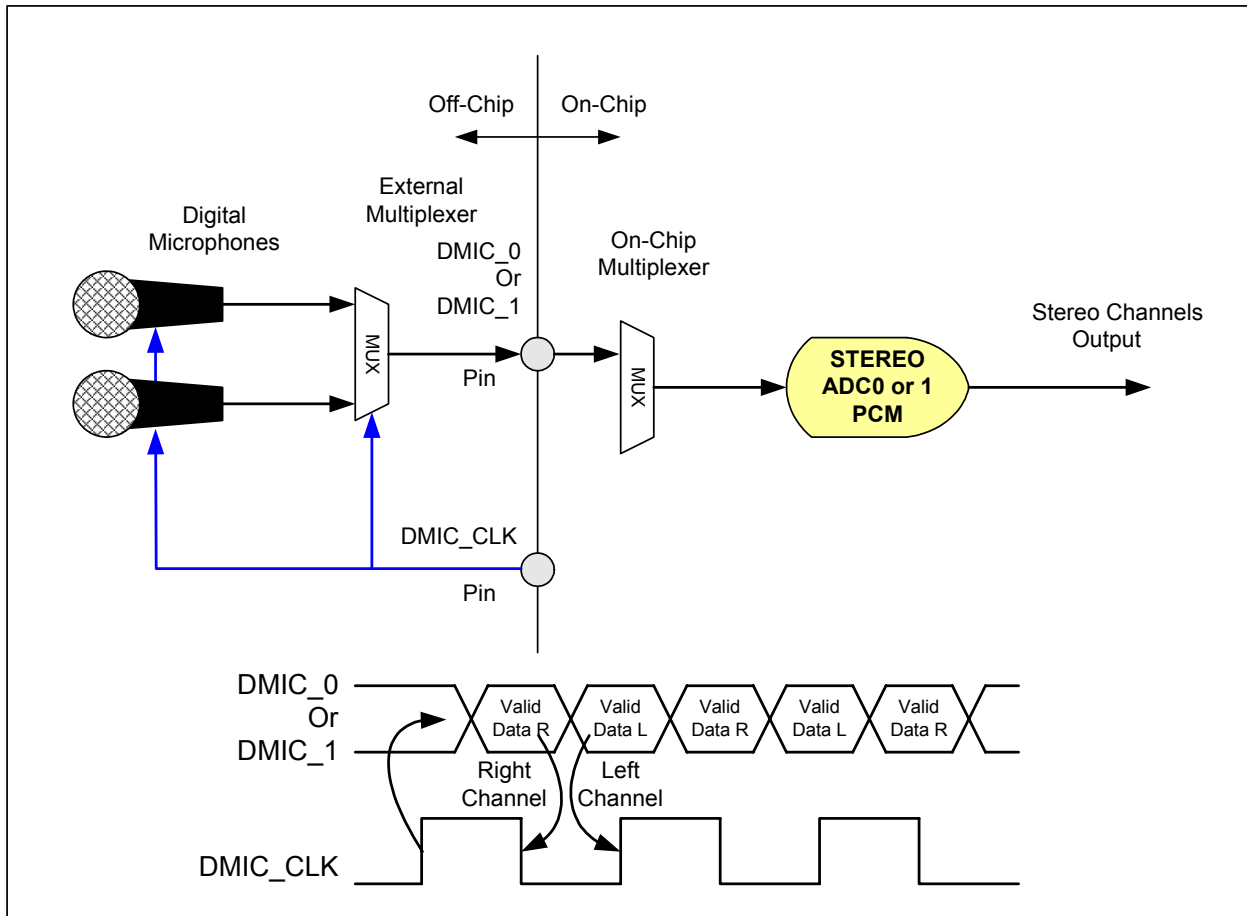 Off-Chip
On-Chip
External
Multiplexer
Digital
Microphones
DMIC_0
Or
DMIC_1
On-Chip
Multiplexer
Stereo Channels
Output
MUX
Pin
MUX
STEREO
ADC0 or 1
PCM
DMIC_CLK
Pin
DMIC_0
Or
DMIC_1
Valid
Data R
Valid
Data L
Valid
Data R
Valid
Data L
Valid
Data R
Right
Channel
Left
Channel
DMIC_CLK